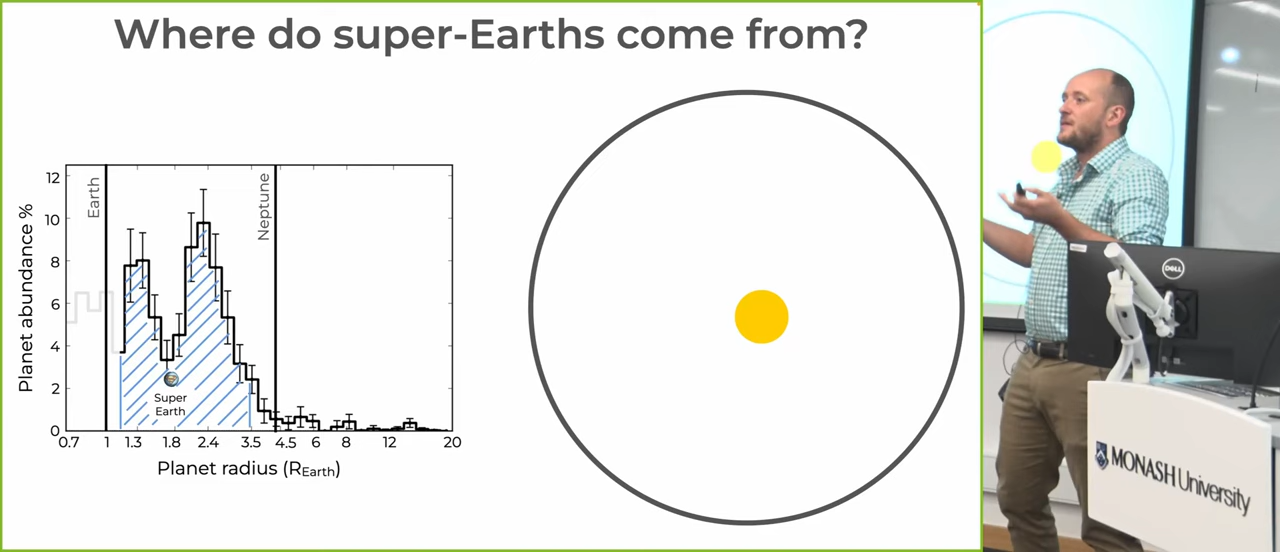 Where do super-Earths come from?
Planet abundance %
12
10
8
6
4
2
0
Earth
Neptune
Super
Earth
0.7 1 1.3 1.8 2.4 3.5 4.5 6 8 12 20
Planet radius (REarth)
DELL
MONASH University